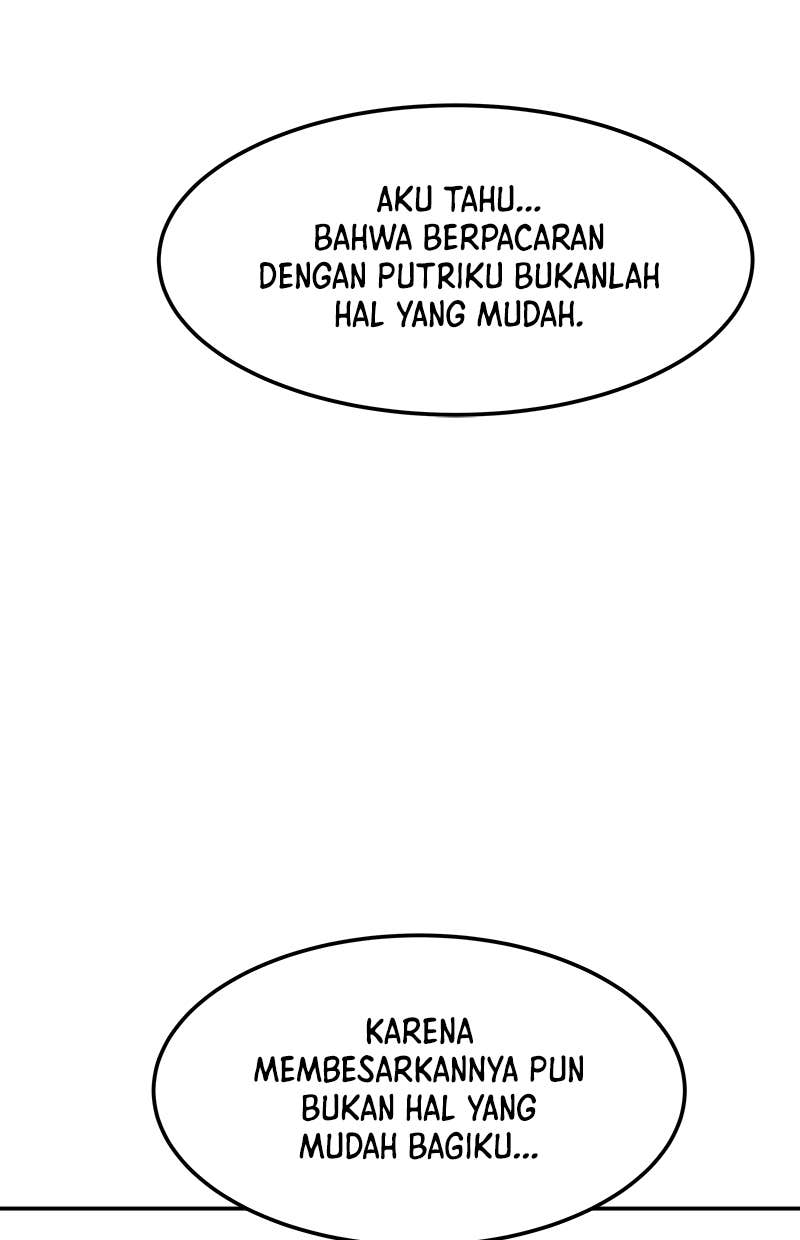 AKU TAHU...
BAHWA BERPACARAN
DENGAN PUTRIKU BUKANLAH
HAL YANG MUDAH.
KARENA
MEMBESARKANNYA PUN
BUKAN HAL YANG
MUDAH BAGIKU...